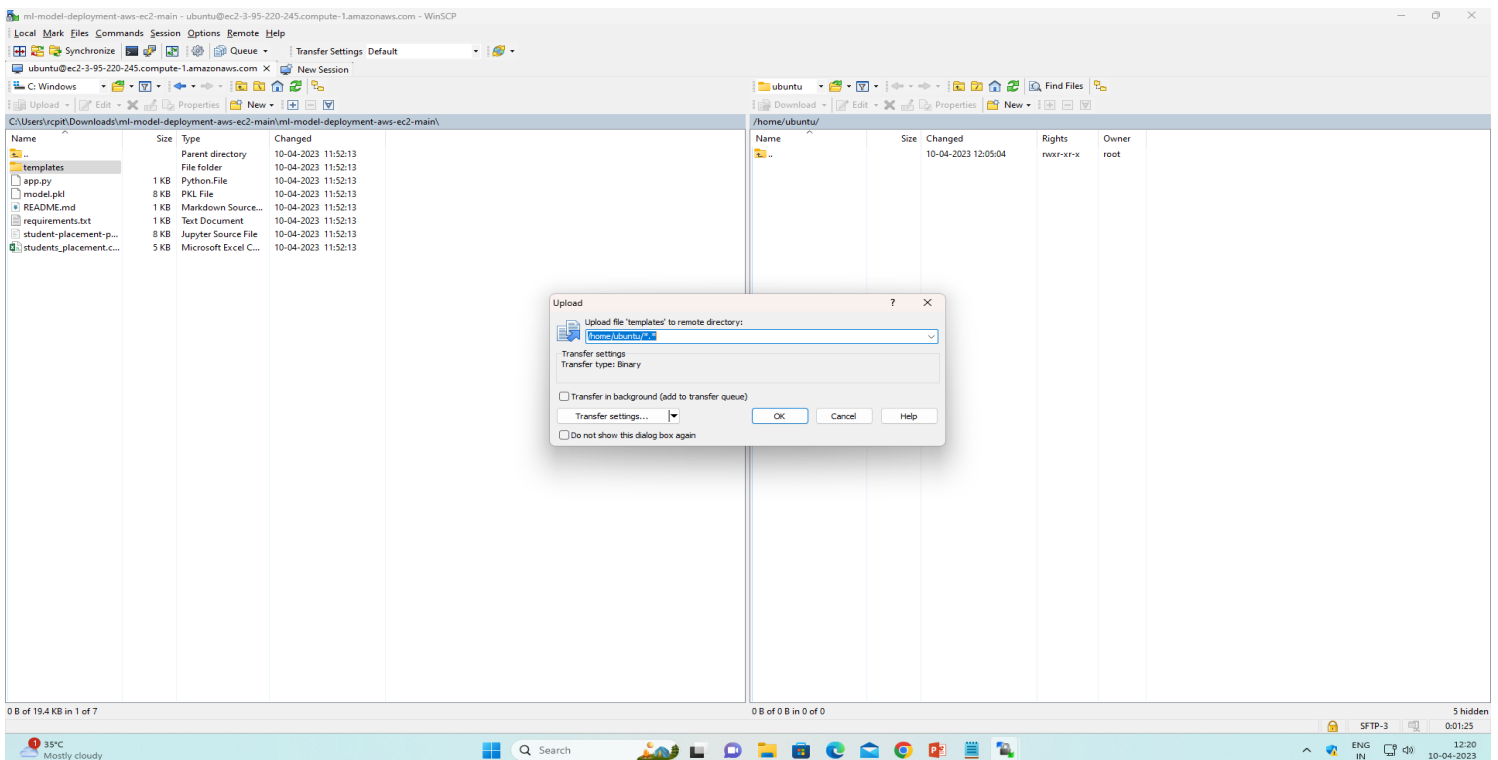 ml-model-deployment-aws-ec2-main - ubuntu@ec2-3-95-220-245.compute-1.amazonaws.com - WinSCP
Local Mark Files Commands Session Options Remote Help
Synchronize Queue Transfer Settings Default
ubuntu@ec2-3-95-220-245.compute-1.amazonaws.com × New Session
C: Windows
Upload Edit Properties New
C:\Users\rcpit\Downloads\ml-model-deployment-aws-ec2-main\ml-model-deployment-aws-ec2-main\
Name Size Type Changed
.. Parent directory 10-04-2023 11:52:13
templates File folder 10-04-2023 11:52:13
app.py 1 KB Python.File 10-04-2023 11:52:13
model.pkl 8 KB PKL File 10-04-2023 11:52:13
README.md 1 KB Markdown Source... 10-04-2023 11:52:13
requirements.txt 1 KB Text Document 10-04-2023 11:52:13
student-placement-p... 8 KB Jupyter Source File 10-04-2023 11:52:13
students_placement.c... 5 KB Microsoft Excel C... 10-04-2023 11:52:13
ubuntu Find Files
Download Edit Properties New
/home/ubuntu/
Name Size Changed Rights Owner
.. 10-04-2023 12:05:04 rwxr-xr-x root
Upload ? ×
Upload file 'templates' to remote directory:
/home/ubuntu/*.*
Transfer settings
Transfer type: Binary
Transfer in background (add to transfer queue)
Transfer settings... OK Cancel Help
Do not show this dialog box again
0 B of 19.4 KB in 1 of 7
0 B of 0 B in 0 of 0
5 hidden
SFTP-3 0:01:25
1
35°C
Mostly cloudy
Search
ENG
IN
12:20
10-04-2023